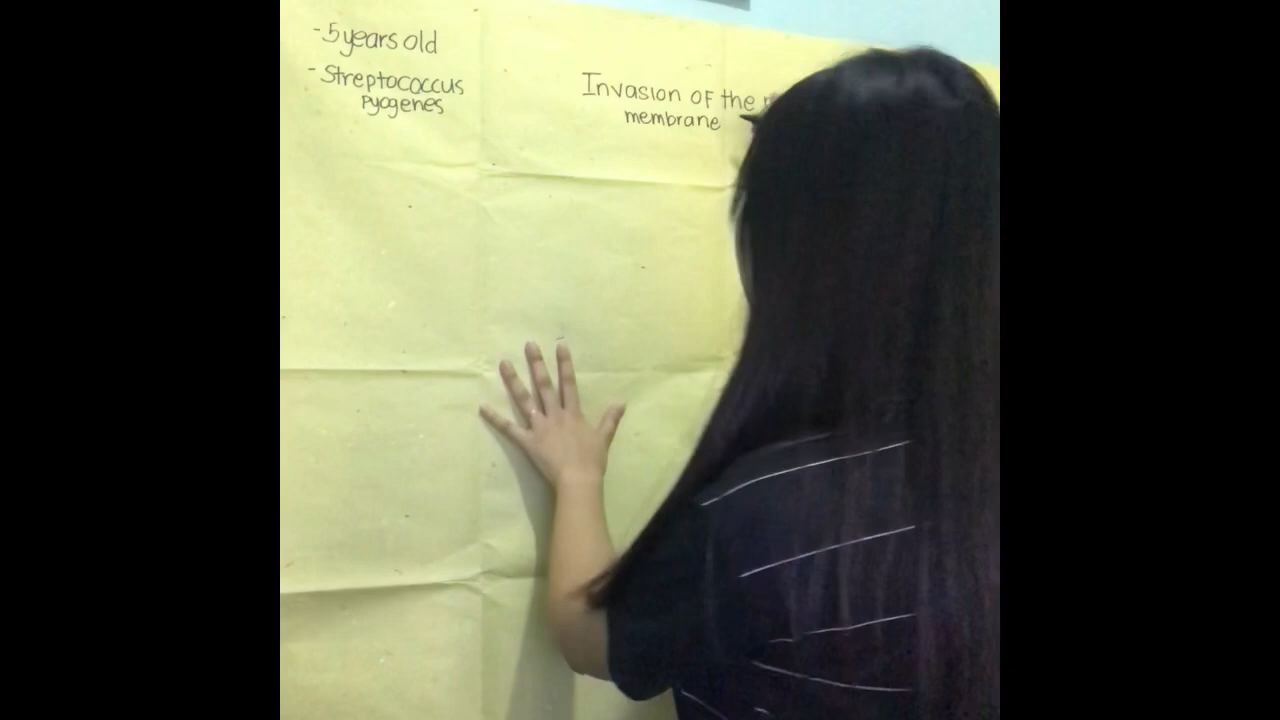 -5 years old
- Streptococcus
Pyogenes
Invasion of the
membrane